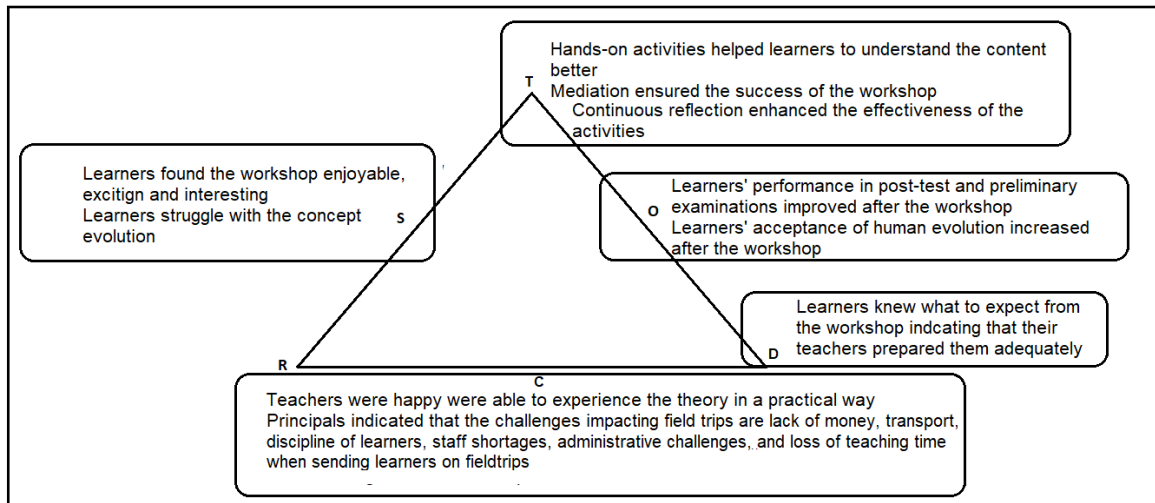 Hands-on activities helped learners to understand the content
better
T
Mediation ensured the success of the workshop
Continuous reflection enhanced the effectiveness of the
activities
Learners found the workshop enjoyable,
excitign and interesting
Learners struggle with the concept
evolution
S
Learners' performance in post-test and preliminary
examinations improved after the workshop
O
Learners' acceptance of human evolution increased
after the workshop
Learners knew what to expect from
the workshop indcating that their
teachers prepared them adequately
D
R
C
Teachers were happy were able to experience the theory in a practical way
Principals indicated that the challenges impacting field trips are lack of money, transport,
discipline of learners, staff shortages, administrative challenges,.and loss of teaching time
when sending learners on fieldtrips